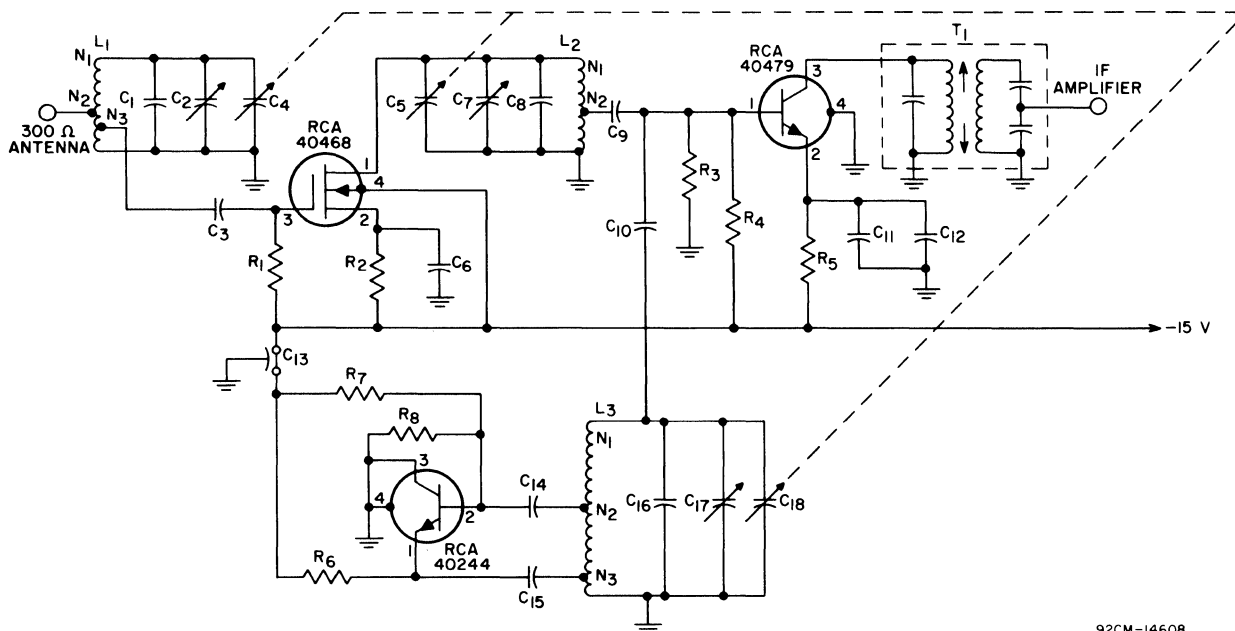 L1
N1
N2
N3
300 Ω
ANTENNA
C1
C2
C4
C3
R1
RCA
40468
1
4
3
2
R2
C6
C5
C7
C8
L2
N1
N2
C9
C10
R3
R4
RCA
40479
3
1
4
2
R5
C11
C12
T1
IF
AMPLIFIER
-15 V
C13
R7
R8
3
4
2
1
RCA
40244
R6
C14
C15
L3
N1
N2
N3
C16
C17
C18
92CM-14608